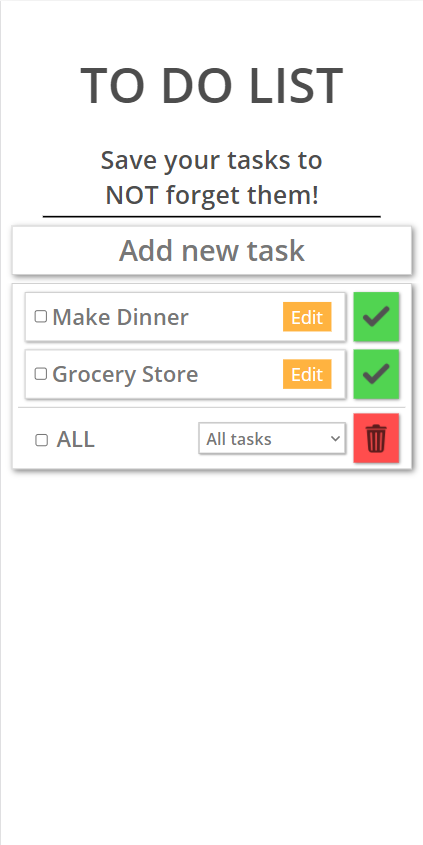 TO DO LIST
Save your tasks to
NOT forget them!
Add new task
Make Dinner Edit
Grocery Store Edit
ALL All tasks